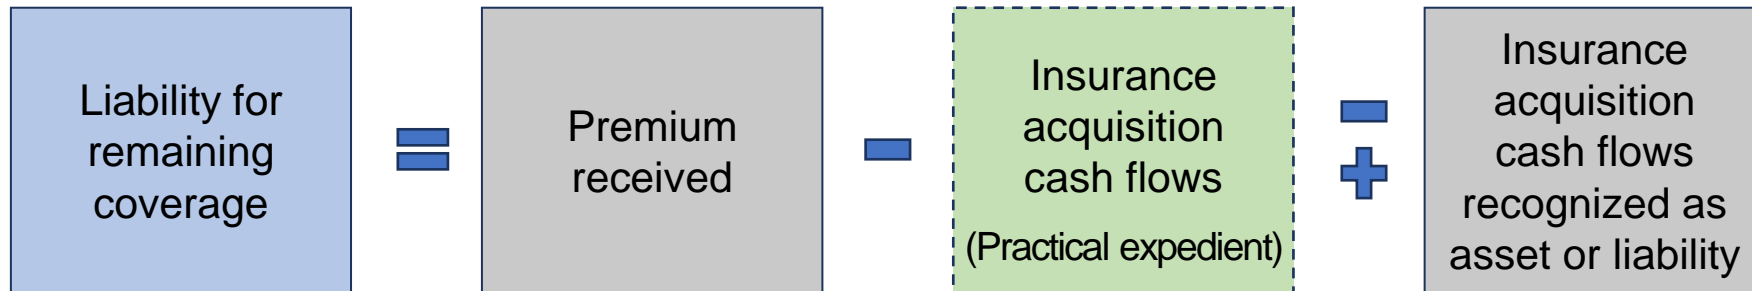 Liability for
remaining
coverage
=
Premium
received
-
Insurance
acquisition
cash flows
(Practical expedient)
-
+
Insurance
acquisition
cash flows
recognized as
asset or liability